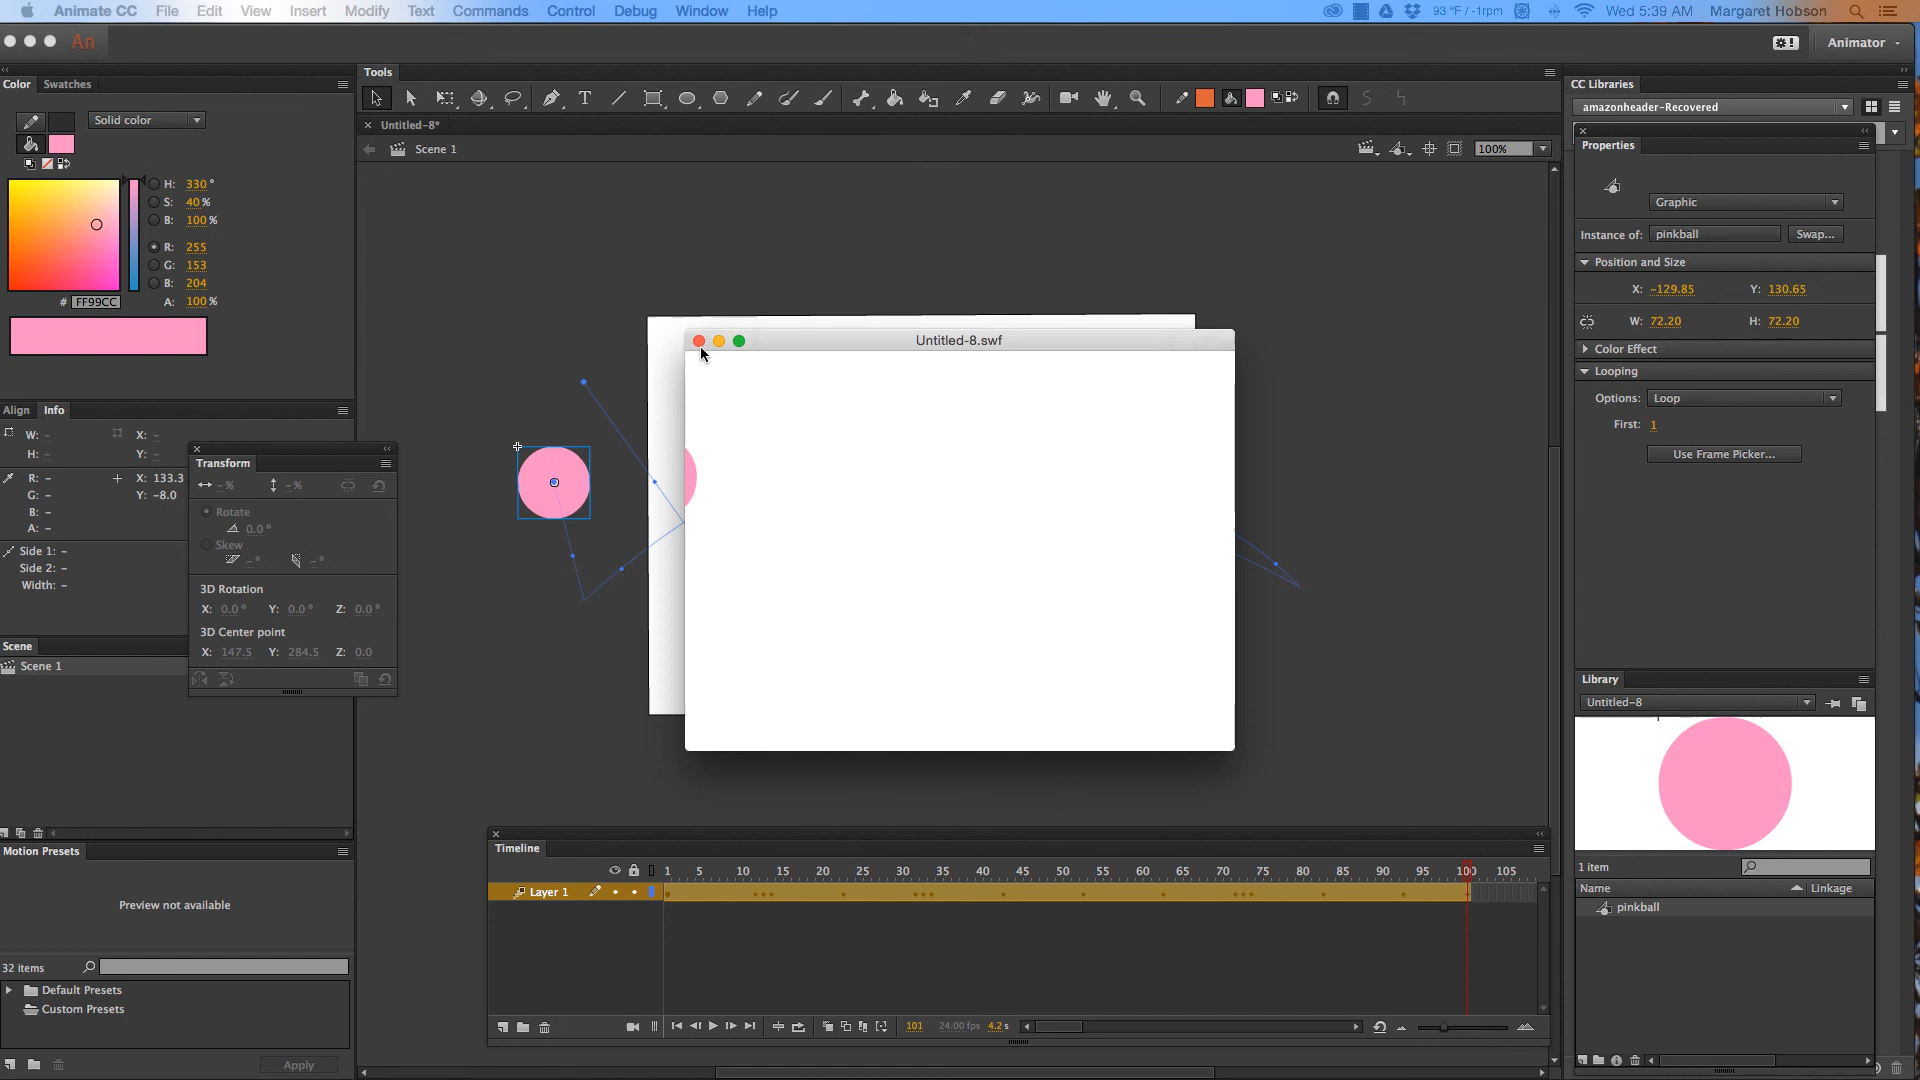 Animate CC File Edit View Insert Modify Text Commands Control Debug Window Help 93 °F / -1rpm Wed 5:39 AM Margaret Hobson
An Animator
Color Swatches
Solid color
H: 330 °
S: 40 %
B: 100 %
R: 255
G: 153
B: 204
# FF99CC A: 100 %
Align Info
W: – X: –
H: – Y: –
R: – X: 133.3
G: – Y: -8.0
B: –
A: –
Side 1: –
Side 2: –
Width: –
Transform
– % – %
Rotate
0.0 °
Skew
– ° – °
3D Rotation
X: 0.0 ° Y: 0.0 ° Z: 0.0 °
3D Center point
X: 147.5 Y: 284.5 Z: 0.0
Scene
Scene 1
Motion Presets
Preview not available
32 items
Default Presets
Custom Presets
Apply
Tools
Untitled-8*
Scene 1 100%
Untitled-8.swf
Timeline
1 5 10 15 20 25 30 35 40 45 50 55 60 65 70 75 80 85 90 95 100 105
Layer 1
101 24.00 fps 4.2 s
CC Libraries
amazonheader-Recovered
Properties
Graphic
Instance of: pinkball Swap...
Position and Size
X: -129.85 Y: 130.65
W: 72.20 H: 72.20
Color Effect
Looping
Options: Loop
First: 1
Use Frame Picker...
Library
Untitled-8
1 item
Name Linkage
pinkball